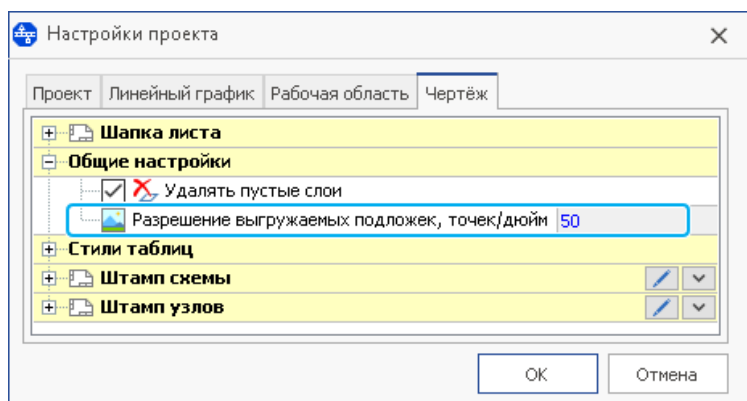 Настройки проекта
Проект Линейный график Рабочая область Чертёж
Шапка листа
Общие настройки
Удалять пустые слои
Разрешение выгружаемых подложек, точек/дюйм 50
Стили таблиц
Штамп схемы
Штамп узлов
ОК Отмена